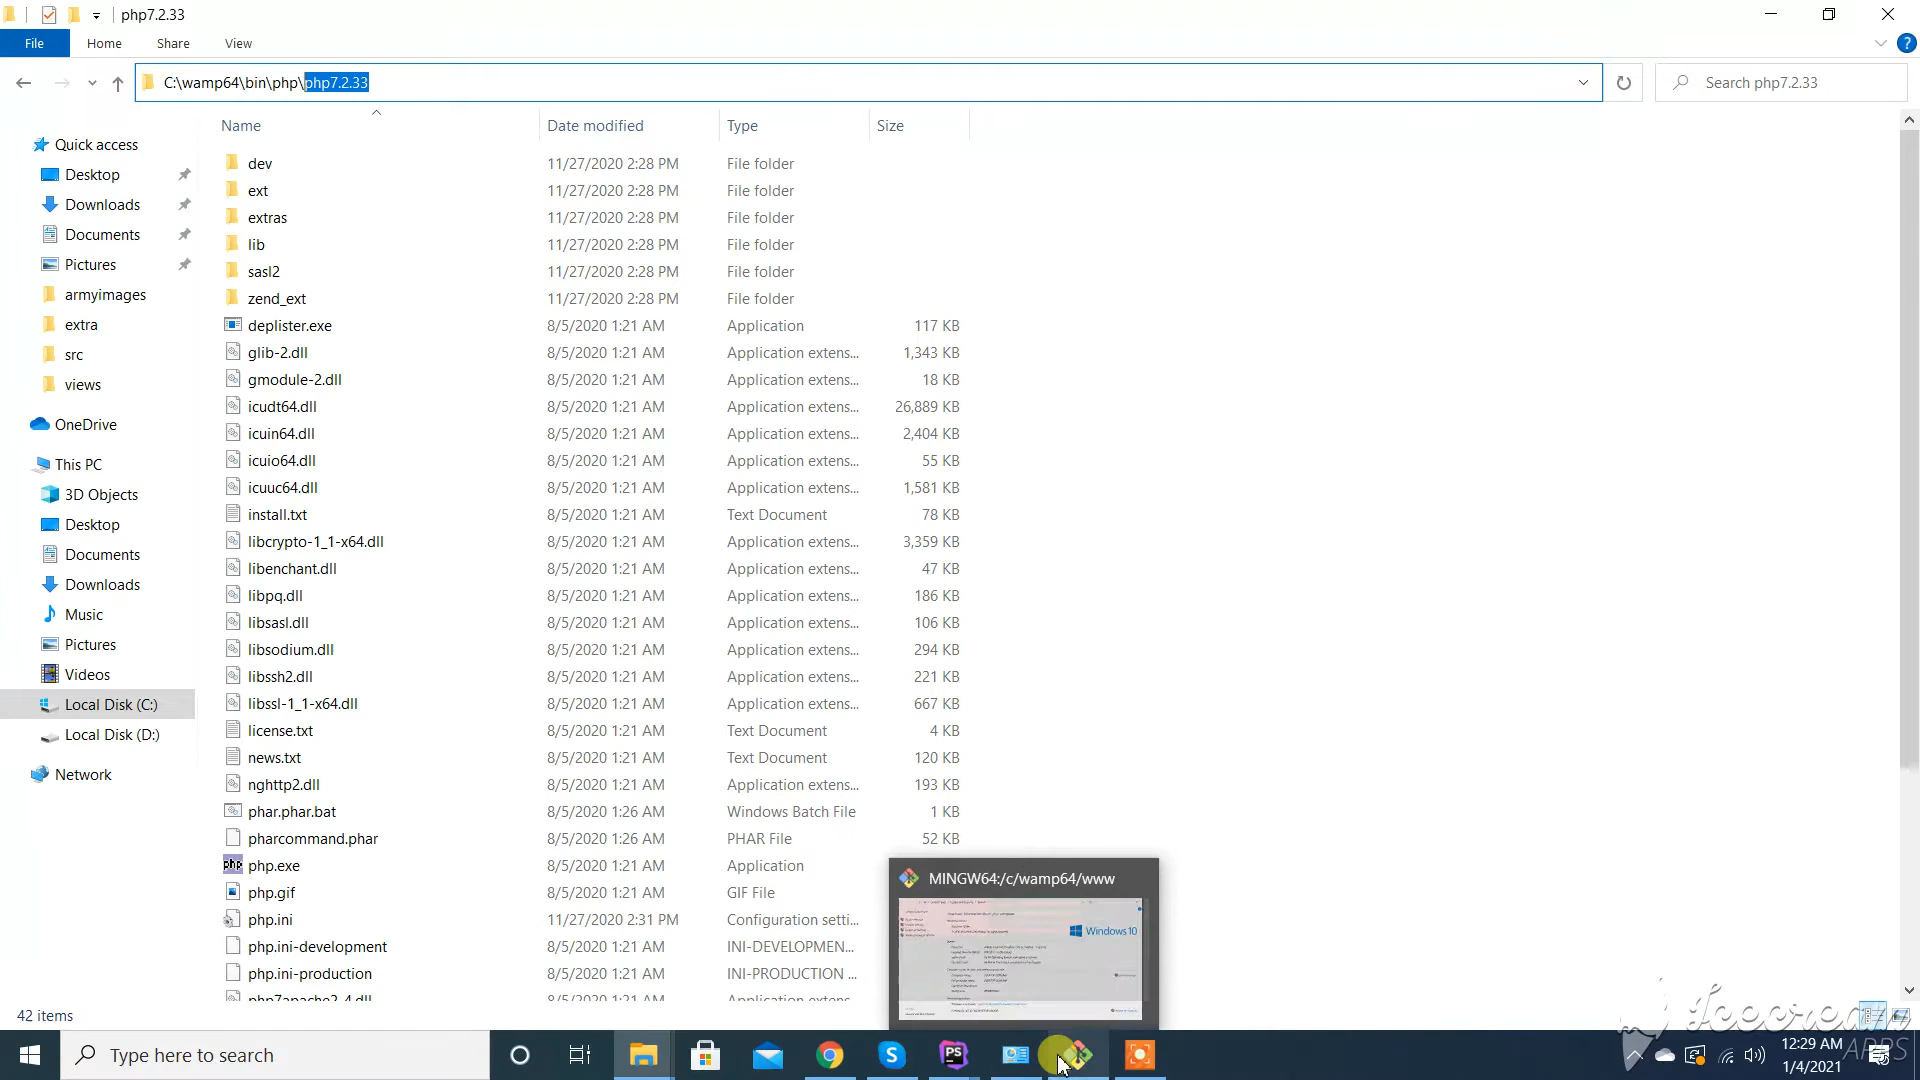 php7.2.33
File Home Share View
C:\wamp64\bin\php\php7.2.33
Search php7.2.33
Name Date modified Type Size
Quick access
Desktop
Downloads
Documents
Pictures
armyimages
extra
src
views
OneDrive
This PC
3D Objects
Desktop
Documents
Downloads
Music
Pictures
Videos
Local Disk (C:)
Local Disk (D:)
Network
dev 11/27/2020 2:28 PM File folder
ext 11/27/2020 2:28 PM File folder
extras 11/27/2020 2:28 PM File folder
lib 11/27/2020 2:28 PM File folder
sasl2 11/27/2020 2:28 PM File folder
zend_ext 11/27/2020 2:28 PM File folder
deplister.exe 8/5/2020 1:21 AM Application 117 KB
glib-2.dll 8/5/2020 1:21 AM Application extens... 1,343 KB
gmodule-2.dll 8/5/2020 1:21 AM Application extens... 18 KB
icudt64.dll 8/5/2020 1:21 AM Application extens... 26,889 KB
icuin64.dll 8/5/2020 1:21 AM Application extens... 2,404 KB
icuio64.dll 8/5/2020 1:21 AM Application extens... 55 KB
icuuc64.dll 8/5/2020 1:21 AM Application extens... 1,581 KB
install.txt 8/5/2020 1:21 AM Text Document 78 KB
libcrypto-1_1-x64.dll 8/5/2020 1:21 AM Application extens... 3,359 KB
libenchant.dll 8/5/2020 1:21 AM Application extens... 47 KB
libpq.dll 8/5/2020 1:21 AM Application extens... 186 KB
libsasl.dll 8/5/2020 1:21 AM Application extens... 106 KB
libsodium.dll 8/5/2020 1:21 AM Application extens... 294 KB
libssh2.dll 8/5/2020 1:21 AM Application extens... 221 KB
libssl-1_1-x64.dll 8/5/2020 1:21 AM Application extens... 667 KB
license.txt 8/5/2020 1:21 AM Text Document 4 KB
news.txt 8/5/2020 1:21 AM Text Document 120 KB
nghttp2.dll 8/5/2020 1:21 AM Application extens... 193 KB
phar.phar.bat 8/5/2020 1:26 AM Windows Batch File 1 KB
pharcommand.phar 8/5/2020 1:26 AM PHAR File 52 KB
php.exe 8/5/2020 1:21 AM Application
php.gif 8/5/2020 1:21 AM GIF File
php.ini 11/27/2020 2:31 PM Configuration setti...
php.ini-development 8/5/2020 1:21 AM INI-DEVELOPMEN...
php.ini-production 8/5/2020 1:21 AM INI-PRODUCTION ...
php7apache2_4.dll 8/5/2020 1:21 AM Application extens
MINGW64:/c/wamp64/www
Windows 10
42 items
Icecream
APPS
Type here to search
12:29 AM
1/4/2021